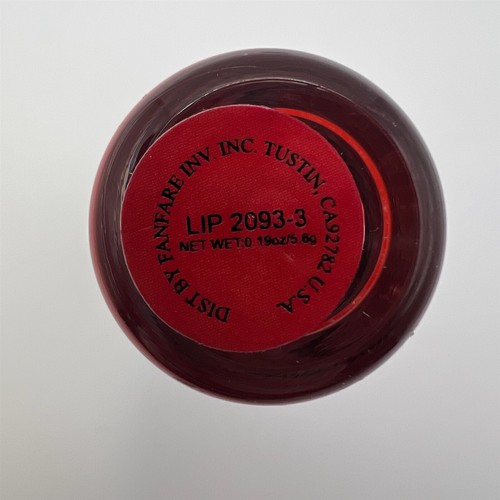 DIST BY FANFARE INV. INC. TUSTIN, CA92782 U.S.A.
LIP 2093-3
NET WET:0.19oz/5.6g